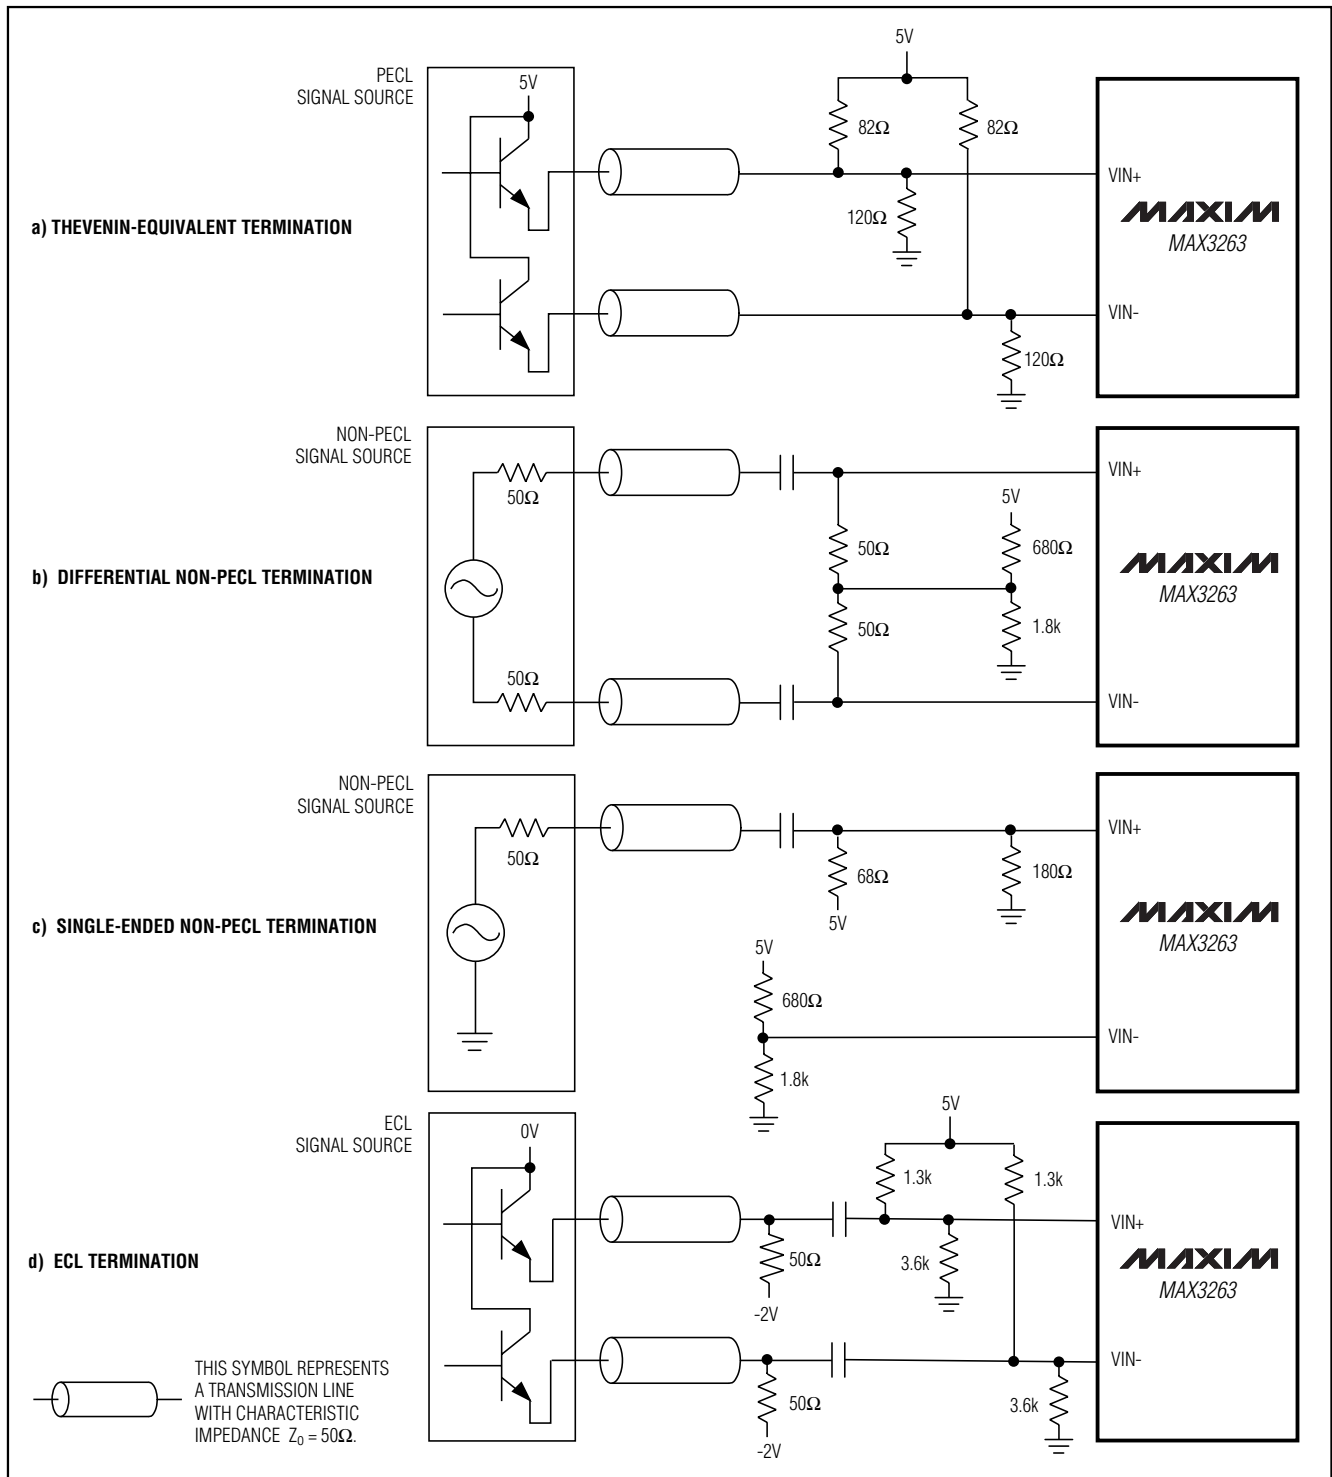 5V
PECL
SIGNAL SOURCE
5V
82Ω
82Ω
VIN+
MAXIM
MAX3263
120Ω
a) THEVENIN-EQUIVALENT TERMINATION
VIN-
120Ω
NON-PECL
SIGNAL SOURCE
50Ω
VIN+
5V
50Ω
680Ω
MAXIM
MAX3263
b) DIFFERENTIAL NON-PECL TERMINATION
50Ω
1.8k
50Ω
VIN-
NON-PECL
SIGNAL SOURCE
50Ω
VIN+
68Ω
180Ω
5V
MAXIM
MAX3263
c) SINGLE-ENDED NON-PECL TERMINATION
5V
680Ω
VIN-
1.8k
ECL
SIGNAL SOURCE
0V
5V
1.3k
1.3k
VIN+
d) ECL TERMINATION
50Ω
3.6k
MAXIM
MAX3263
-2V
VIN-
50Ω
3.6k
-2V
THIS SYMBOL REPRESENTS
A TRANSMISSION LINE
WITH CHARACTERISTIC
IMPEDANCE Z0 = 50Ω.